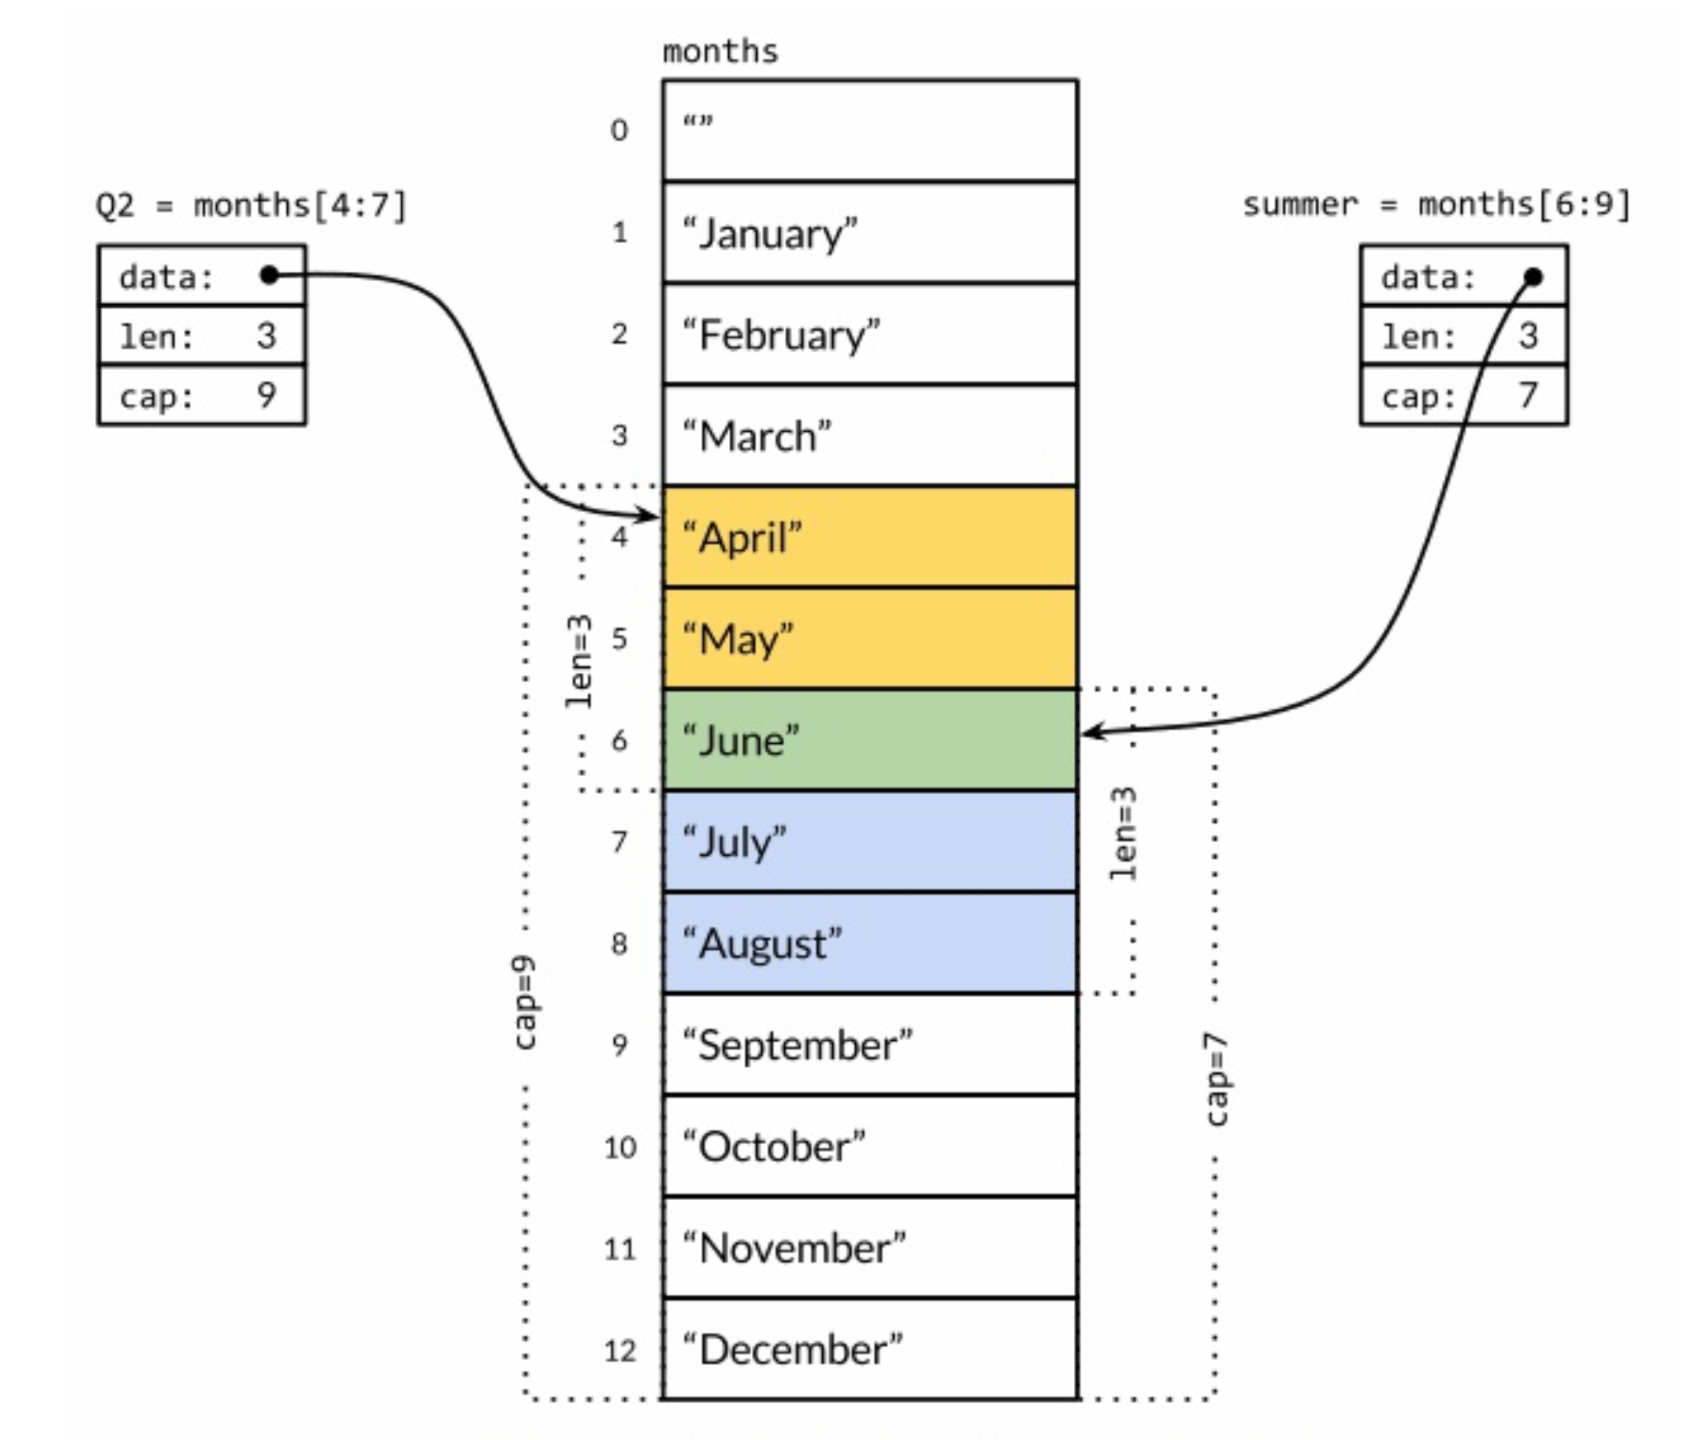 months
0 “”
Q2 = months[4:7]
data:
len: 3
cap: 9
summer = months[6:9]
data:
len: 3
cap: 7
1 “January”
2 “February”
3 “March”
4 “April”
5 “May”
6 “June”
7 “July”
8 “August”
9 “September”
10 “October”
11 “November”
12 “December”
len=3
cap=9
len=3
cap=7